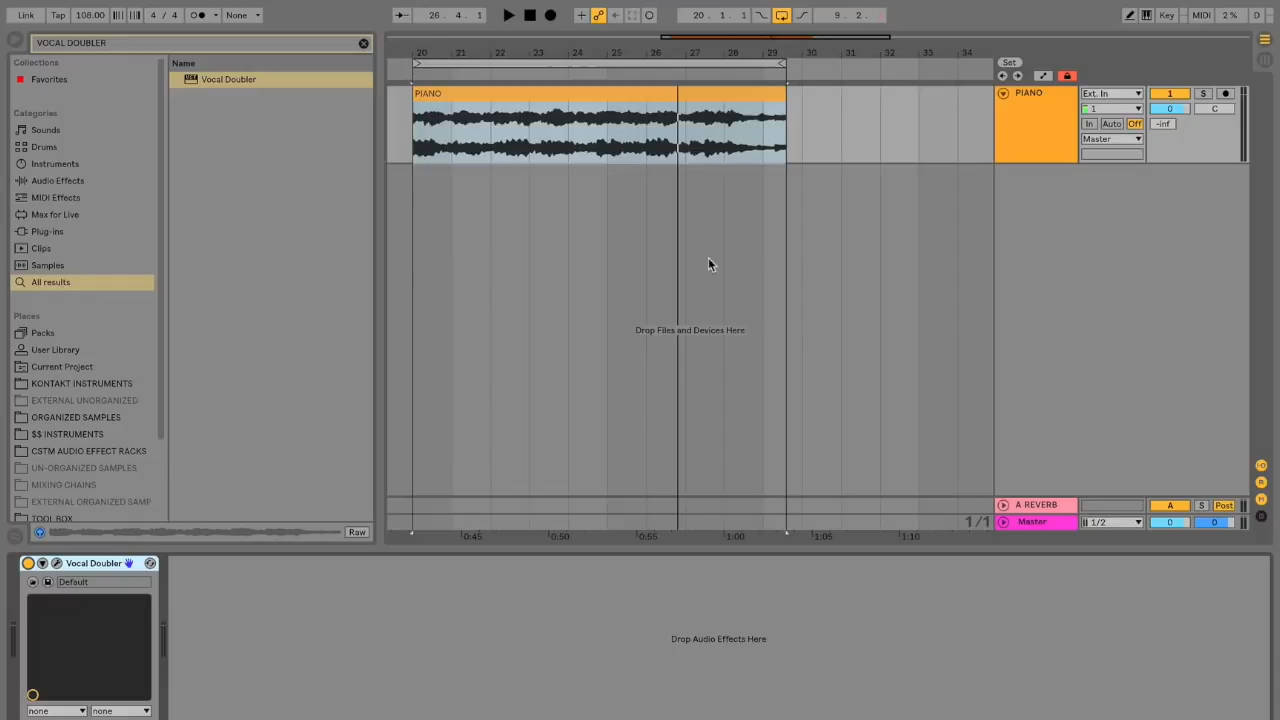 Link Tap 108.00 4 / 4 None 26. 4. 1 20. 1. 1 9. 2. Key MIDI 2 % D
VOCAL DOUBLER
Collections
Favorites
Categories
Sounds
Drums
Instruments
Audio Effects
MIDI Effects
Max for Live
Plug-ins
Clips
Samples
All results
Places
Packs
User Library
Current Project
KONTAKT INSTRUMENTS
EXTERNAL UNORGANIZED
ORGANIZED SAMPLES
$$ INSTRUMENTS
CSTM AUDIO EFFECT RACKS
UN-ORGANIZED SAMPLES
MIXING CHAINS
EXTERNAL ORGANIZED SAMP
TOOLBOX
Name
Vocal Doubler
Raw
20 21 22 23 24 25 26 27 28 29 30 31 32 33 34
PIANO
Drop Files and Devices Here
1/1
0:45 0:50 0:55 1:00 1:05 1:10
Set
PIANO Ext. In 1 S
1 0 C
In Auto Off -inf
Master
A REVERB A S Post
Master 1/2 0 0
Vocal Doubler
Default
none none
Drop Audio Effects Here